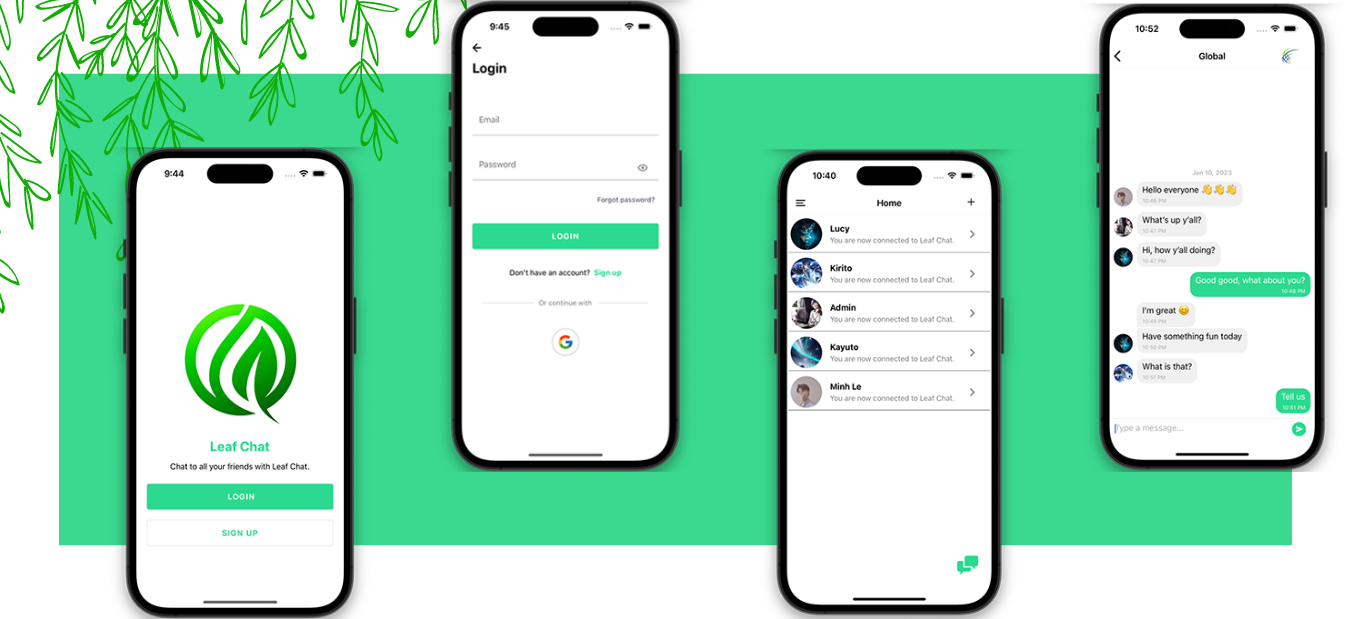 9:44
Leaf Chat
Chat to all your friends with Leaf Chat.
LOGIN
SIGN UP
9:45
Login
Email
Password
Forgot password?
LOGIN
Don't have an account? Sign up
Or continue with
G
10:40
Home
Lucy
You are now connected to Leaf Chat.
Kirito
You are now connected to Leaf Chat.
Admin
You are now connected to Leaf Chat.
Kayuto
You are now connected to Leaf Chat.
Minh Le
You are now connected to Leaf Chat.
10:52
Global
Jan 10, 2023
Hello everyone 👋👋👋
10:46 PM
What's up y'all?
10:47 PM
Hi, how y'all doing?
10:47 PM
Good good, what about you?
10:48 PM
I'm great 😊
10:49 PM
Have something fun today
10:50 PM
What is that?
10:51 PM
Tell us
10:51 PM
Type a message...